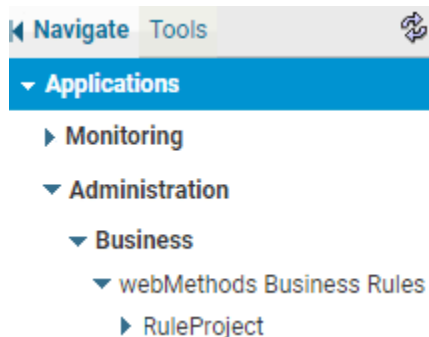 Navigate Tools
Applications
Monitoring
Administration
Business
webMethods Business Rules
RuleProject